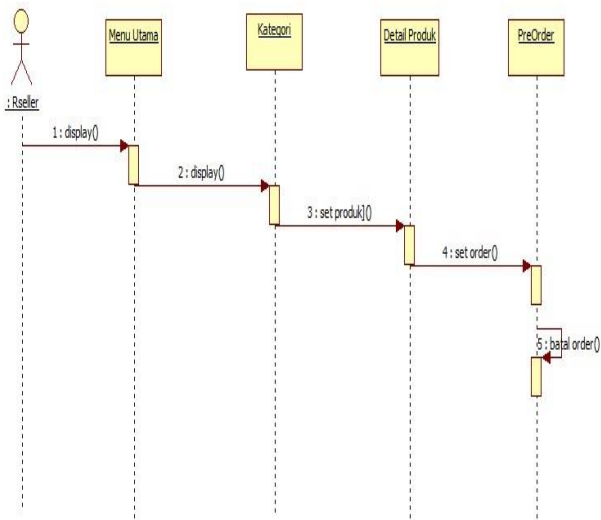 Menu Utama
Kategori
Detail Produk
PreOrder
: Rseller
1 : display()
2 : display()
3 : set produk]()
4 : set order()
5 : batal order()